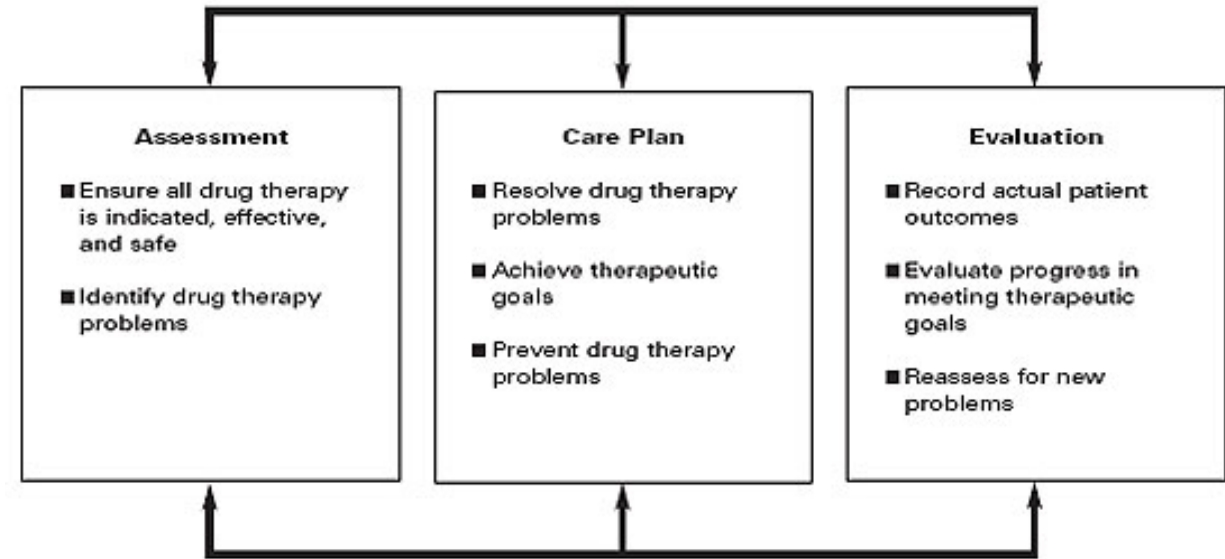 Assessment
■ Ensure all drug therapy
is indicated, effective,
and safe
■ Identify drug therapy
problems
Care Plan
■ Resolve drug therapy
problems
■ Achieve therapeutic
goals
■ Prevent drug therapy
problems
Evaluation
■ Record actual patient
outcomes
■ Evaluate progress in
meeting therapeutic
goals
■ Reassess for new
problems